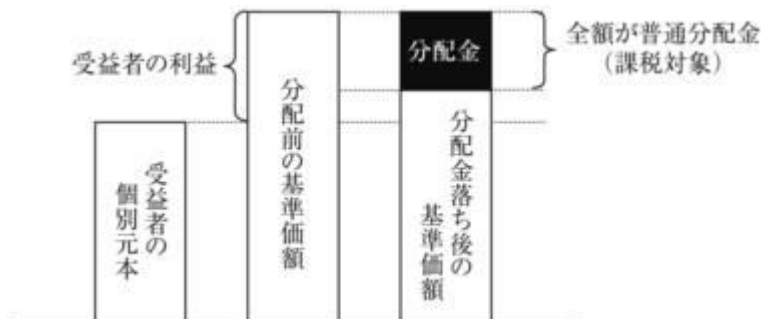 受益者の利益
受益者の
個別元本
分配前の基準価額
分配金
分配金落ち後の
基準価額
全額が普通分配金
（課税対象）